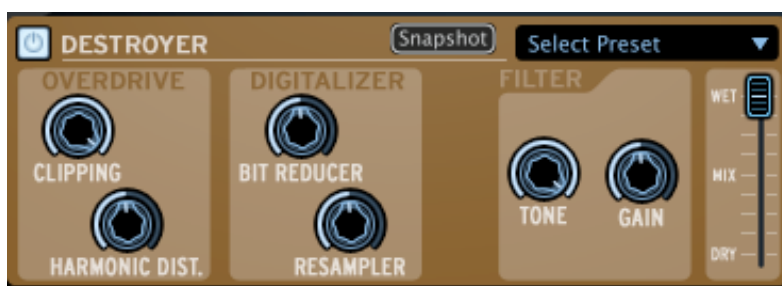 DESTROYER
Snapshot
Select Preset
OVERDRIVE
CLIPPING
HARMONIC DIST.
DIGITALIZER
BIT REDUCER
RESAMPLER
FILTER
TONE
GAIN
WET
MIX
DRY